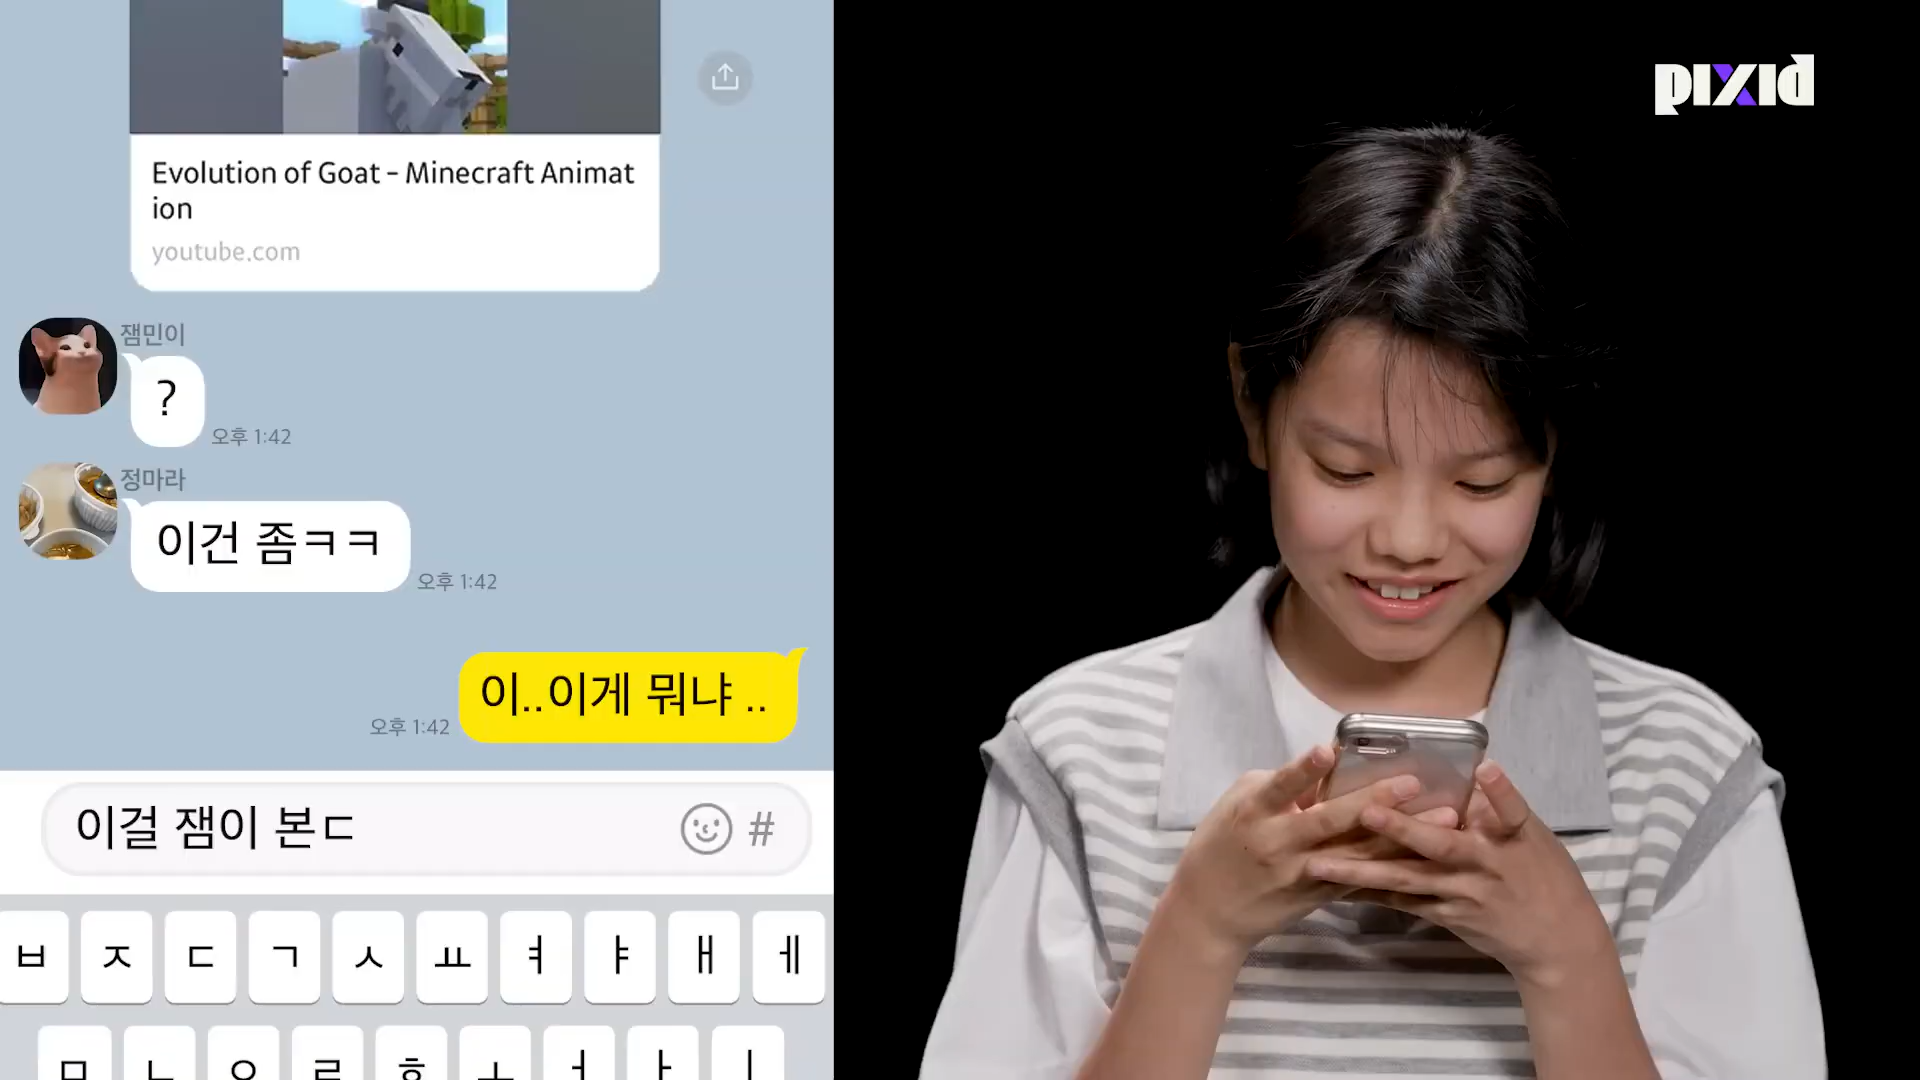 Evolution of Goat - Minecraft Animat
ion
youtube.com
잼민이
?
오후 1:42
정마라
이건 좀ㅋㅋ
오후 1:42
이..이게 뭐냐 ..
오후 1:42
이걸 잼이 본ㄷ
#
ㅂ ㅈ ㄷ ㄱ ㅅ ㅛ ㅕ ㅑ ㅐ ㅔ
ㅁ ㄴ ㅇ ㄹ ㅎ ㅗ ㅓ ㅏ ㅣ
pixid